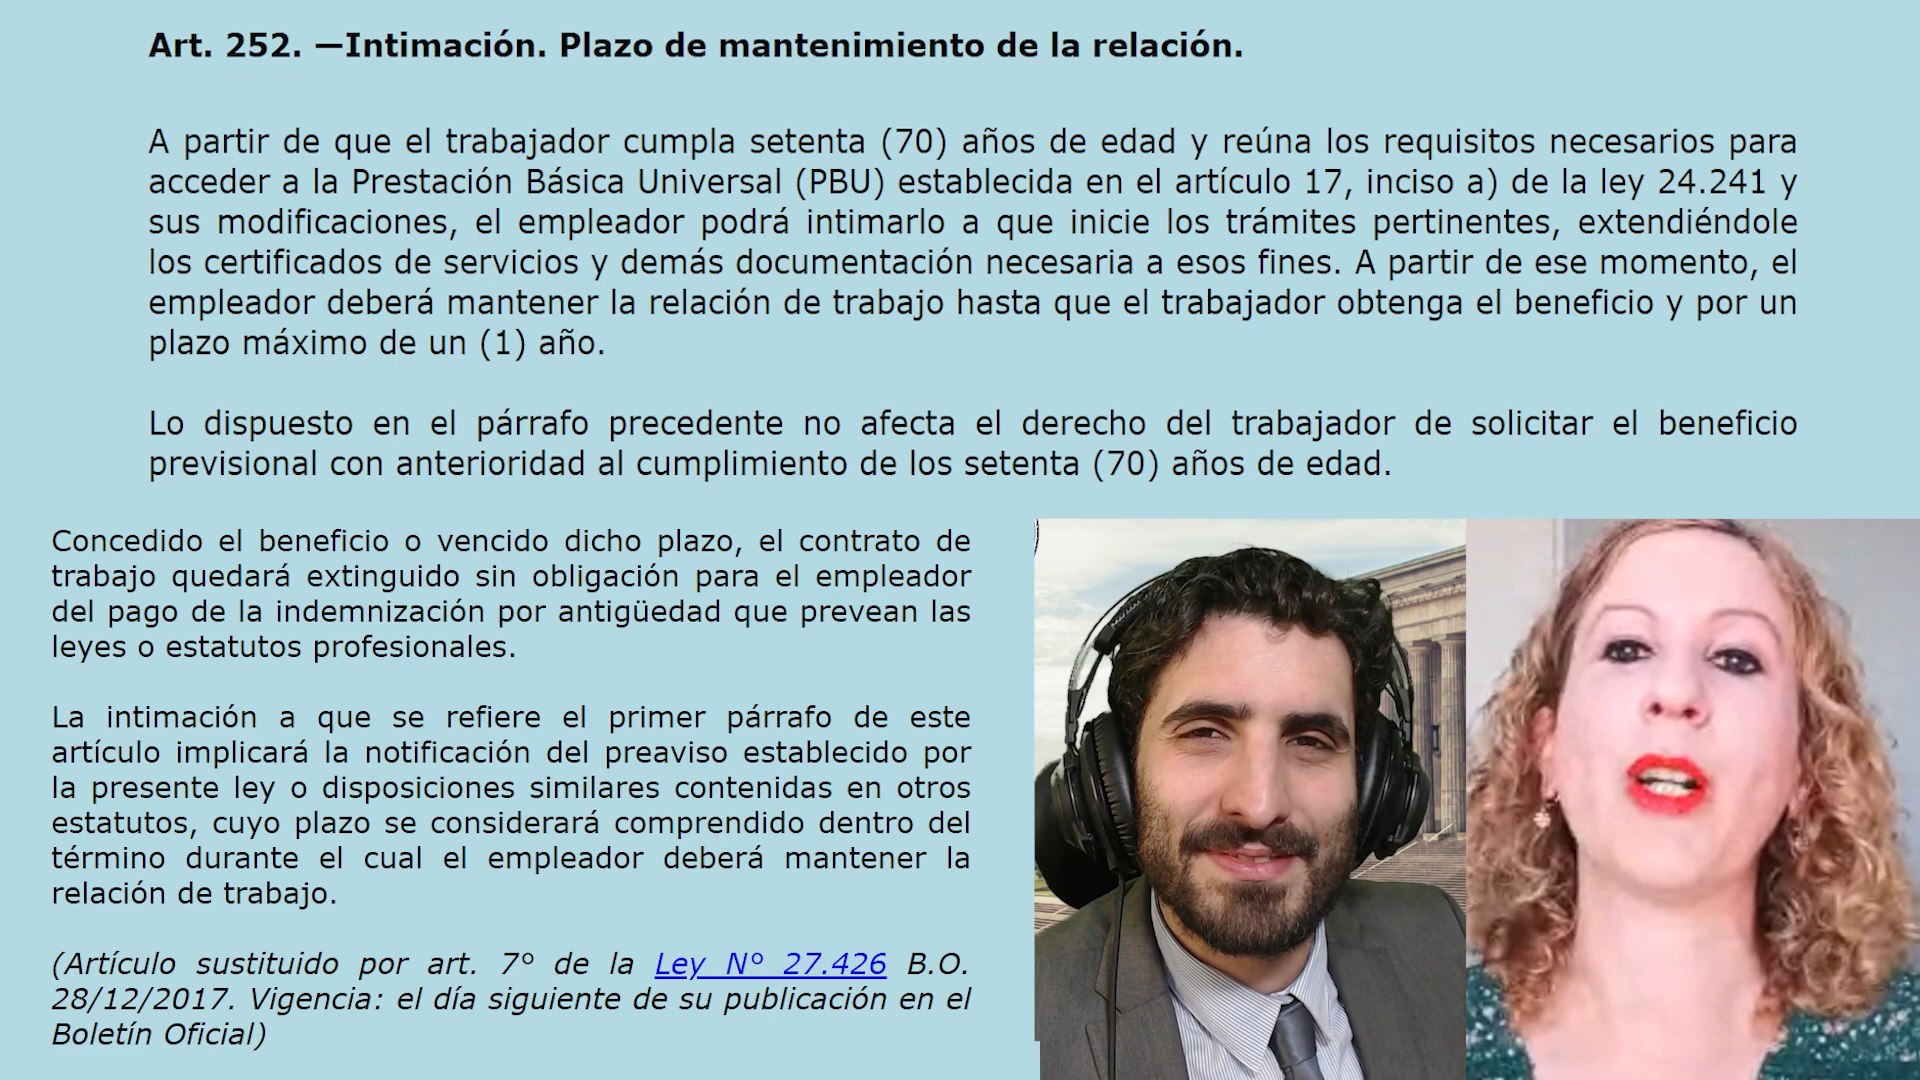 Art. 252. —Intimación. Plazo de mantenimiento de la relación.
A partir de que el trabajador cumpla setenta (70) años de edad y reúna los requisitos necesarios para
acceder a la Prestación Básica Universal (PBU) establecida en el artículo 17, inciso a) de la ley 24.241 y
sus modificaciones, el empleador podrá intimarlo a que inicie los trámites pertinentes, extendiéndole
los certificados de servicios y demás documentación necesaria a esos fines. A partir de ese momento, el
empleador deberá mantener la relación de trabajo hasta que el trabajador obtenga el beneficio y por un
plazo máximo de un (1) año.
Lo dispuesto en el párrafo precedente no afecta el derecho del trabajador de solicitar el beneficio
previsional con anterioridad al cumplimiento de los setenta (70) años de edad.
Concedido el beneficio o vencido dicho plazo, el contrato de
trabajo quedará extinguido sin obligación para el empleador
del pago de la indemnización por antigüedad que prevean las
leyes o estatutos profesionales.
La intimación a que se refiere el primer párrafo de este
artículo implicará la notificación del preaviso establecido por
la presente ley o disposiciones similares contenidas en otros
estatutos, cuyo plazo se considerará comprendido dentro del
término durante el cual el empleador deberá mantener la
relación de trabajo.
(Artículo sustituido por art. 7° de la Ley N° 27.426 B.O.
28/12/2017. Vigencia: el día siguiente de su publicación en el
Boletín Oficial)